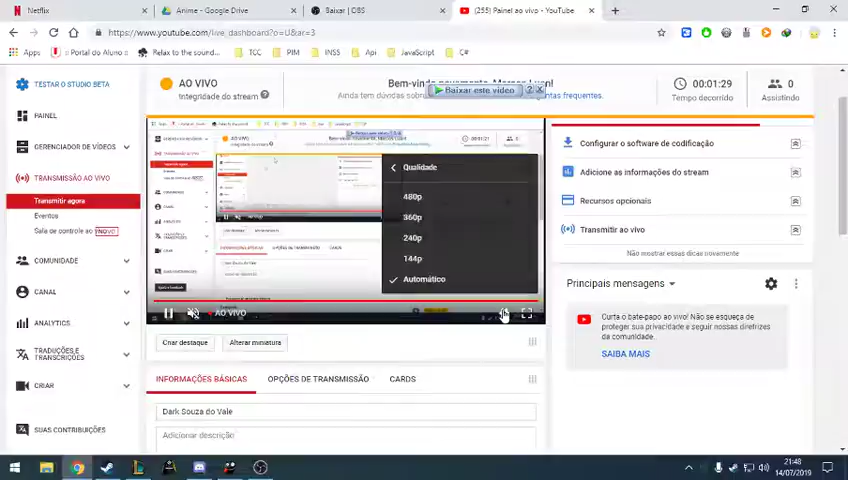 Netflix
Anime - Google Drive
Baixar | OBS
(255) Painel ao vivo - YouTube
https://www.youtube.com/live_dashboard?o=U&ar=3
Apps
:: Portal do Aluno ::
Relax to the sound...
TCC
PIM
INSS
Api
JavaScript
C#
TESTAR O STUDIO BETA
AO VIVO
Integridade do stream
Bem-vindo novamente,
Ainda tem dúvidas sobre
guntas frequentes.
Baixar este vídeo
00:01:29
Tempo decorrido
0
Assistindo
PAINEL
GERENCIADOR DE VÍDEOS
TRANSMISSÃO AO VIVO
Transmitir agora
Eventos
Sala de controle ao
COMUNIDADE
CANAL
ANALYTICS
TRADUÇÕES E
TRANSCRIÇÕES
CRIAR
SUAS CONTRIBUIÇÕES
Qualidade
480p
360p
240p
144p
Automático
AO VIVO
Criar destaque
Alterar miniatura
INFORMAÇÕES BÁSICAS
OPÇÕES DE TRANSMISSÃO
CARDS
Dark Souza do Vale
Adicionar descrição
Configurar o software de codificação
Adicione as informações do stream
Recursos opcionais
Transmitir ao vivo
Não mostrar essas dicas novamente
Principais mensagens
Curta o bate-papo ao vivo! Não se esqueça de
proteger sua privacidade e seguir nossas diretrizes
da comunidade.
SAIBA MAIS
21:48
14/07/2019